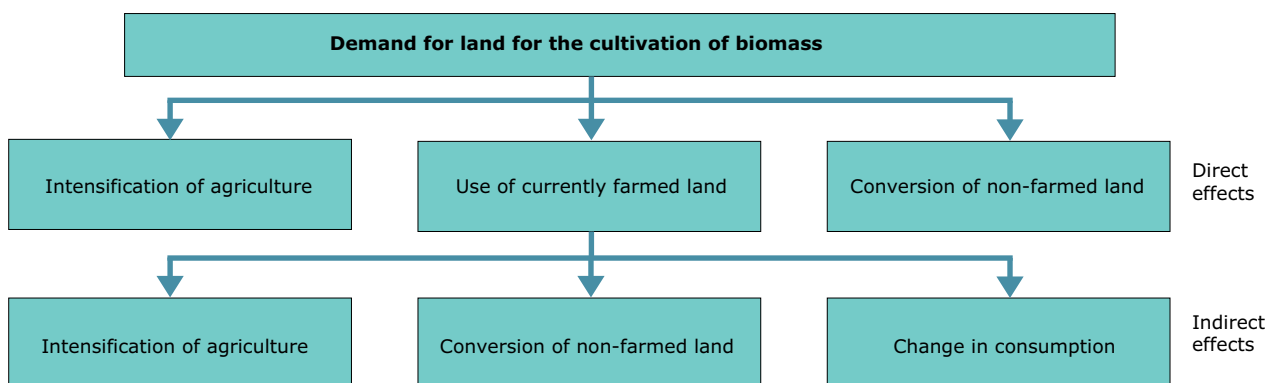 Demand for land for the cultivation of biomass
Intensification of agriculture
Use of currently farmed land
Conversion of non-farmed land
Direct
effects
Intensification of agriculture
Conversion of non-farmed land
Change in consumption
Indirect
effects